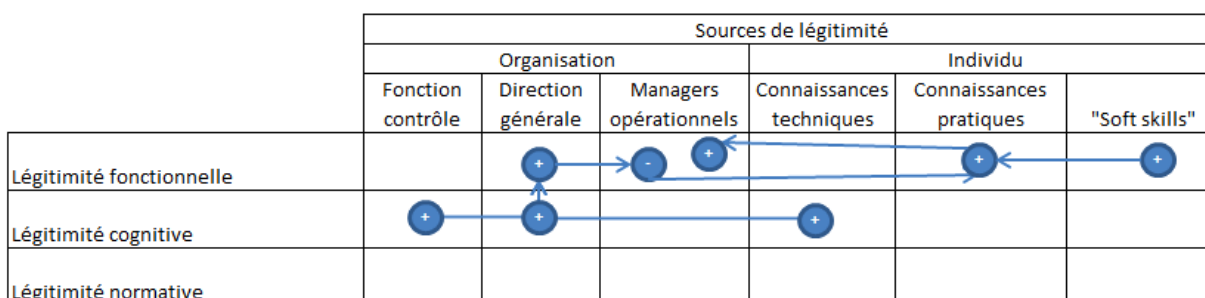 Sources de légitimité
Organisation Individu
Fonction contrôle
Direction générale
Managers opérationnels
Connaissances techniques
Connaissances pratiques
"Soft skills"
Légitimité fonctionnelle
+ - + + +
Légitimité cognitive
+ + +
Légitimité normative